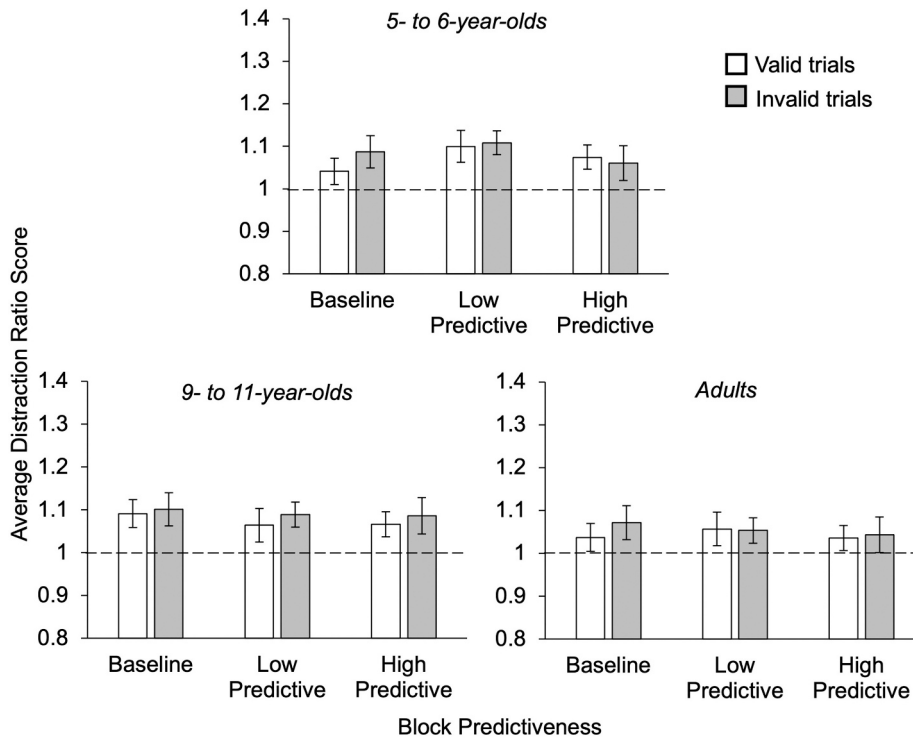 5- to 6-year-olds
1.4
1.3
1.2
1.1
1
0.9
0.8
Valid trials
Invalid trials
Baseline
Low
Predictive
High
Predictive
Average Distraction Ratio Score
9- to 11-year-olds
1.4
1.3
1.2
1.1
1
0.9
0.8
Baseline
Low
Predictive
High
Predictive
Adults
1.4
1.3
1.2
1.1
1
0.9
0.8
Baseline
Low
Predictive
High
Predictive
Block Predictiveness